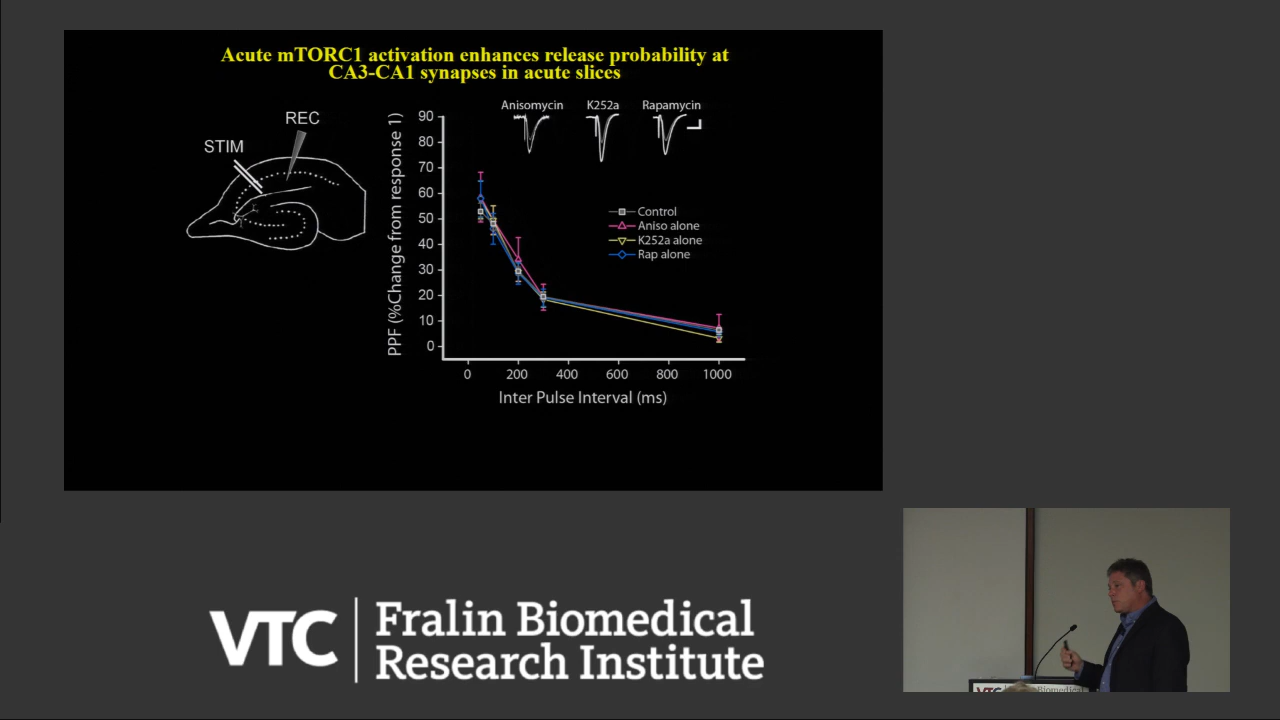 Acute mTORC1 activation enhances release probability at
CA3-CA1 synapses in acute slices
REC
STIM
Anisomycin K252a Rapamycin
PPF (%Change from response 1)
90
80
70
60
50
40
30
20
10
0
Control
Aniso alone
K252a alone
Rap alone
0 200 400 600 800 1000
Inter Pulse Interval (ms)
VTC
Fralin Biomedical
Research Institute
VTC
Biomedical